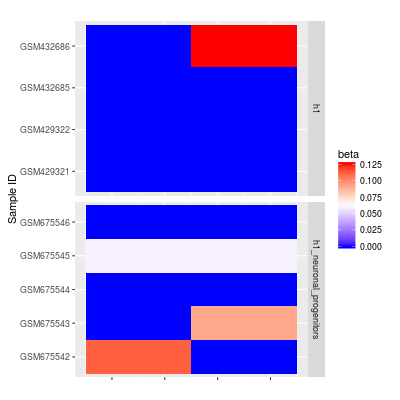 GSM432686
GSM432685
GSM429322
GSM429321
h1
GSM675546
GSM675545
GSM675544
GSM675543
GSM675542
h1_neuronal_progenitors
Sample ID
beta
0.125
0.100
0.075
0.050
0.025
0.000